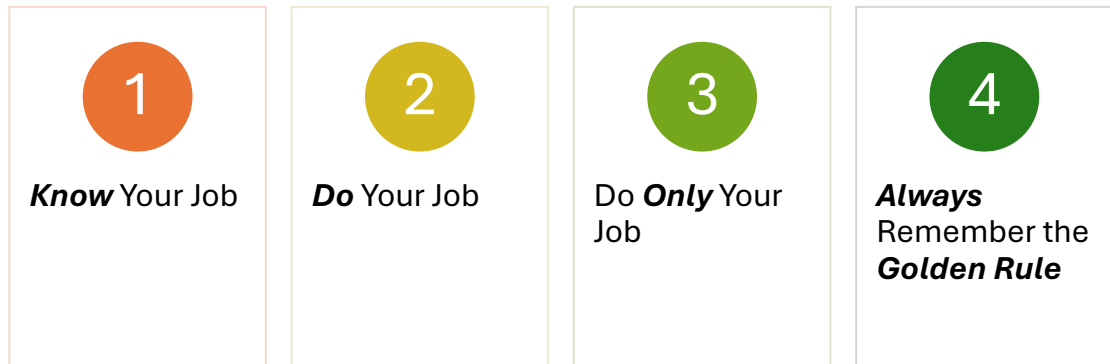 1
Know Your Job
2
Do Your Job
3
Do Only Your
Job
4
Always
Remember the
Golden Rule